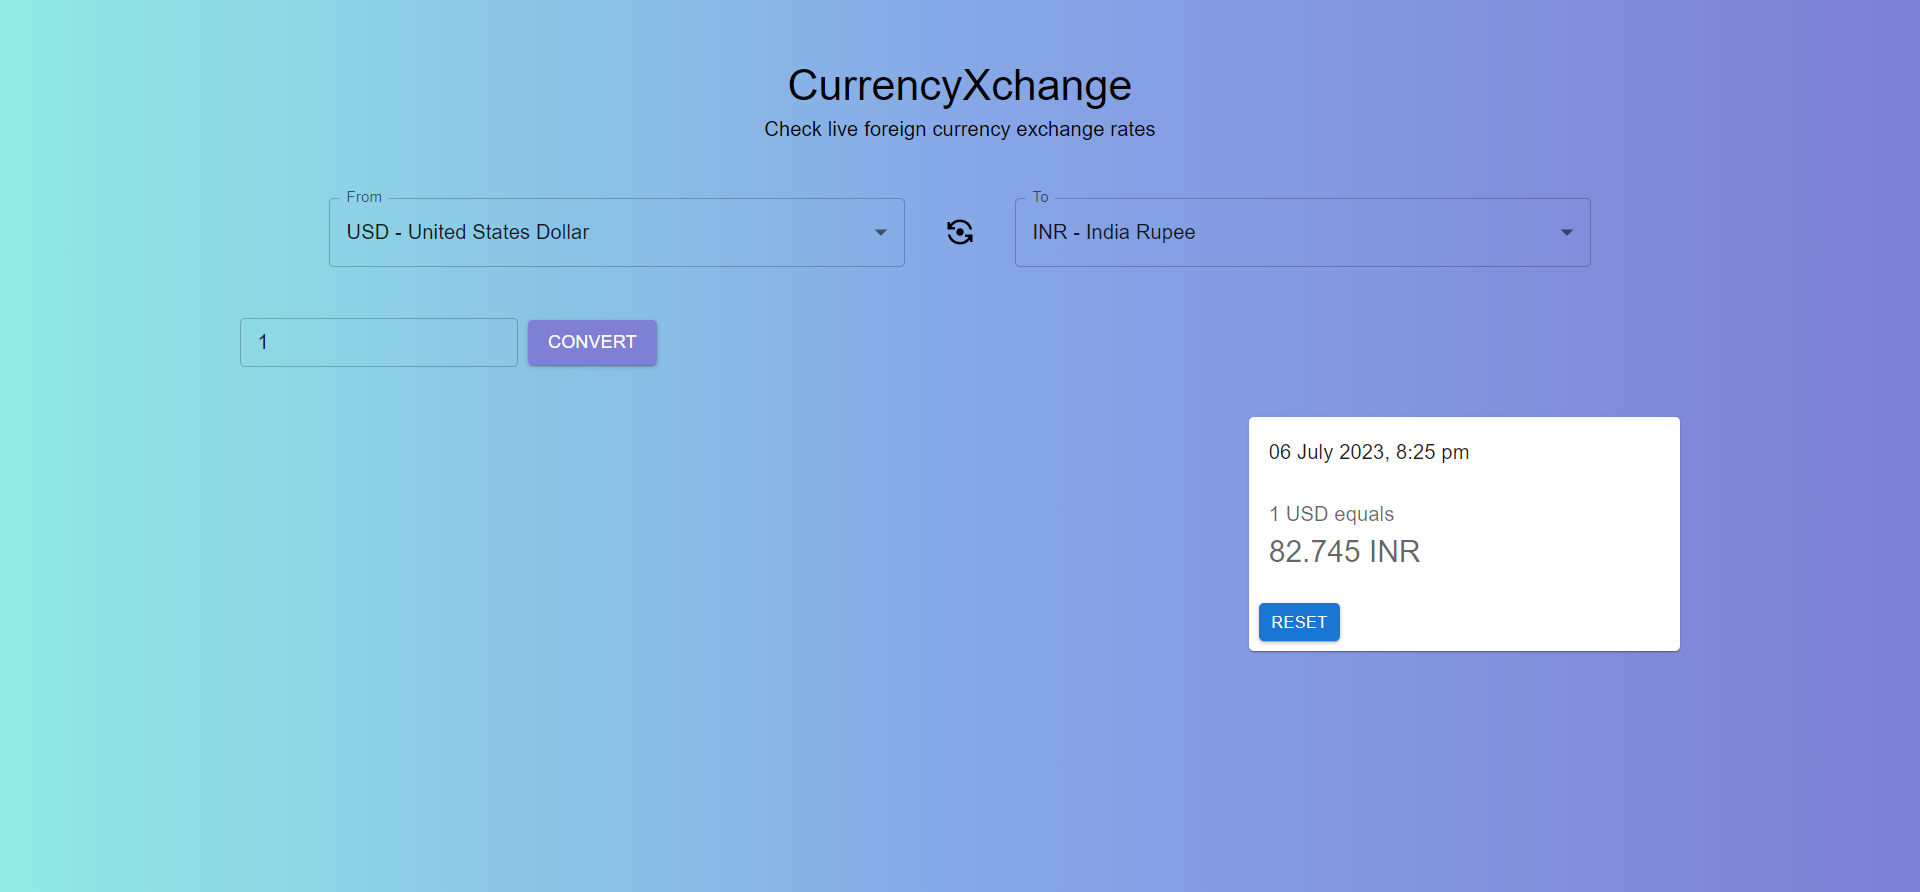 CurrencyXchange
Check live foreign currency exchange rates
From
USD - United States Dollar
To
INR - India Rupee
1
CONVERT
06 July 2023, 8:25 pm
1 USD equals
82.745 INR
RESET